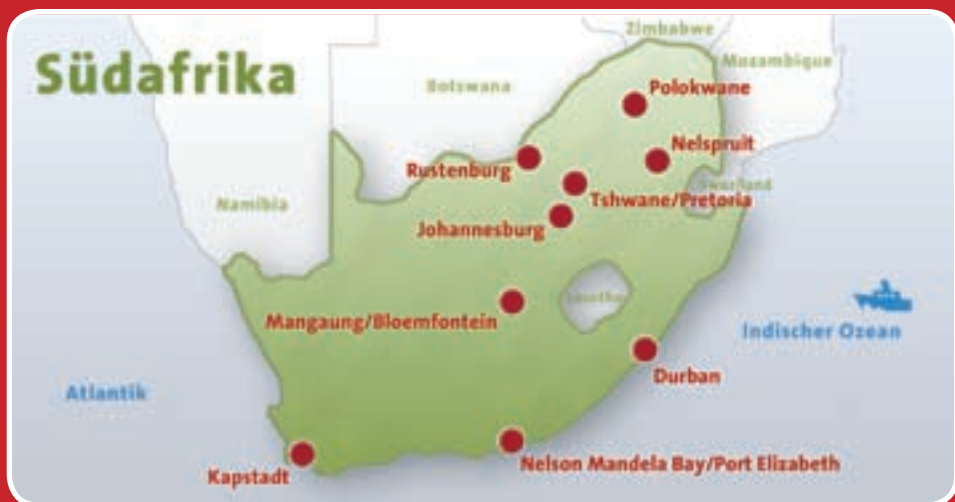 Südafrika
Zimbabwe
Mozambique
Botswana
Polokwane
Nelspruit
Rustenburg
Swaziland
Tshwane/Pretoria
Namibia
Johannesburg
Lesotho
Mangaung/Bloemfontein
Indischer Ozean
Durban
Atlantik
Nelson Mandela Bay/Port Elizabeth
Kapstadt